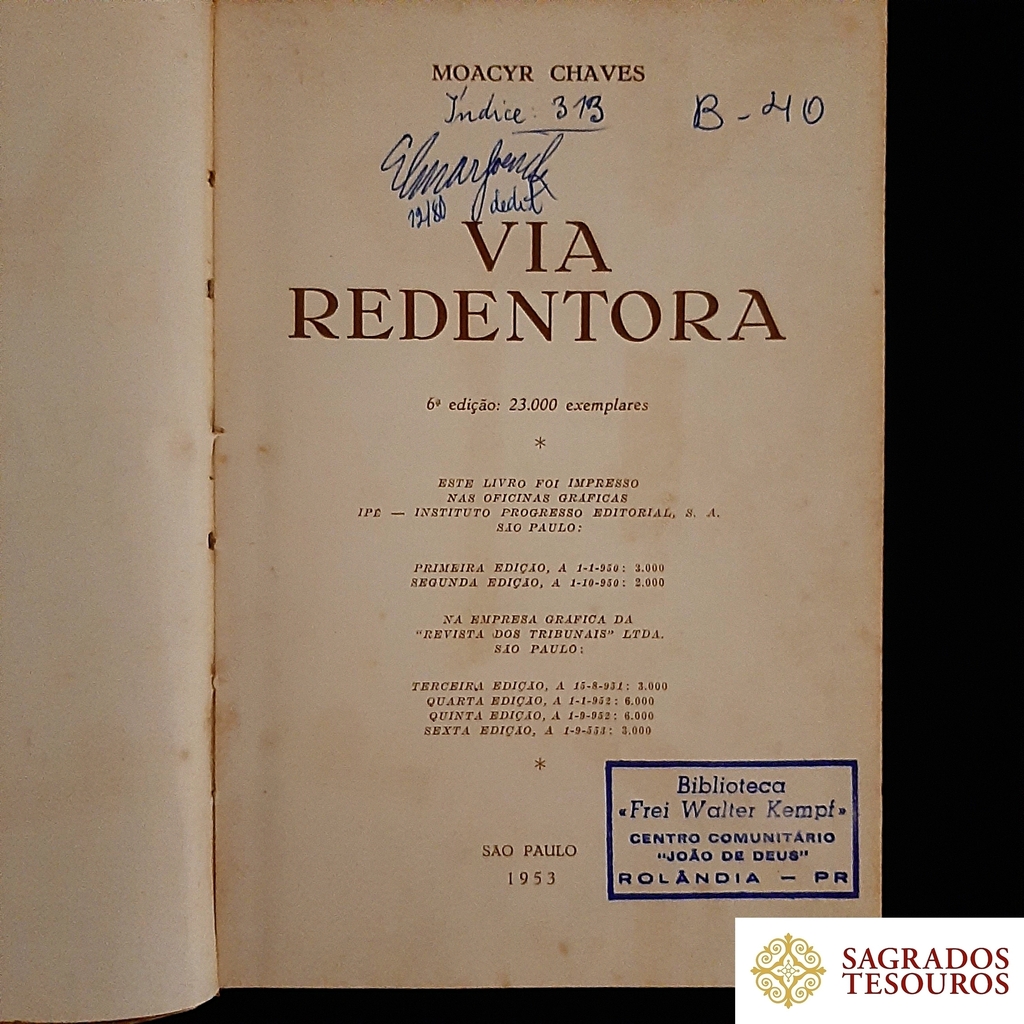 MOACYR CHAVES
Índice: 313
B-40
12/80 dedit
VIA
REDENTORA
6ª edição: 23.000 exemplares
*
ESTE LIVRO FOI IMPRESSO
NAS OFICINAS GRÁFICAS
IPÊ — INSTITUTO PROGRESSO EDITORIAL, S. A.
SÃO PAULO:
PRIMEIRA EDIÇÃO, A 1-1-950: 3.000
SEGUNDA EDIÇÃO, A 1-10-950: 2.000
NA EMPRESA GRÁFICA DA
"REVISTA DOS TRIBUNAIS" LTDA.
SÃO PAULO:
TERCEIRA EDIÇÃO, A 15-8-951: 3.000
QUARTA EDIÇÃO, A 1-1-952: 6.000
QUINTA EDIÇÃO, A 1-9-952: 6.000
SEXTA EDIÇÃO, A 1-9-553: 3.000
*
SÃO PAULO
1953
Biblioteca
«Frei Walter Kempf»
CENTRO COMUNITÁRIO
"JOÃO DE DEUS"
ROLÂNDIA — PR
SAGRADOS
TESOUROS